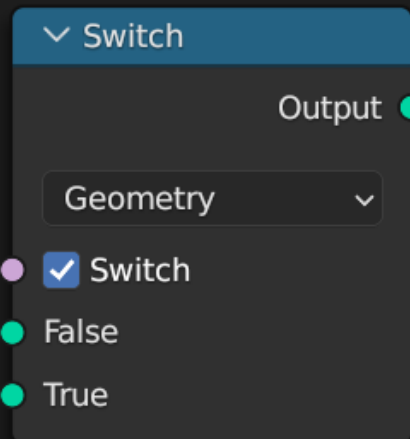 Switch
Output
Geometry
Switch
False
True